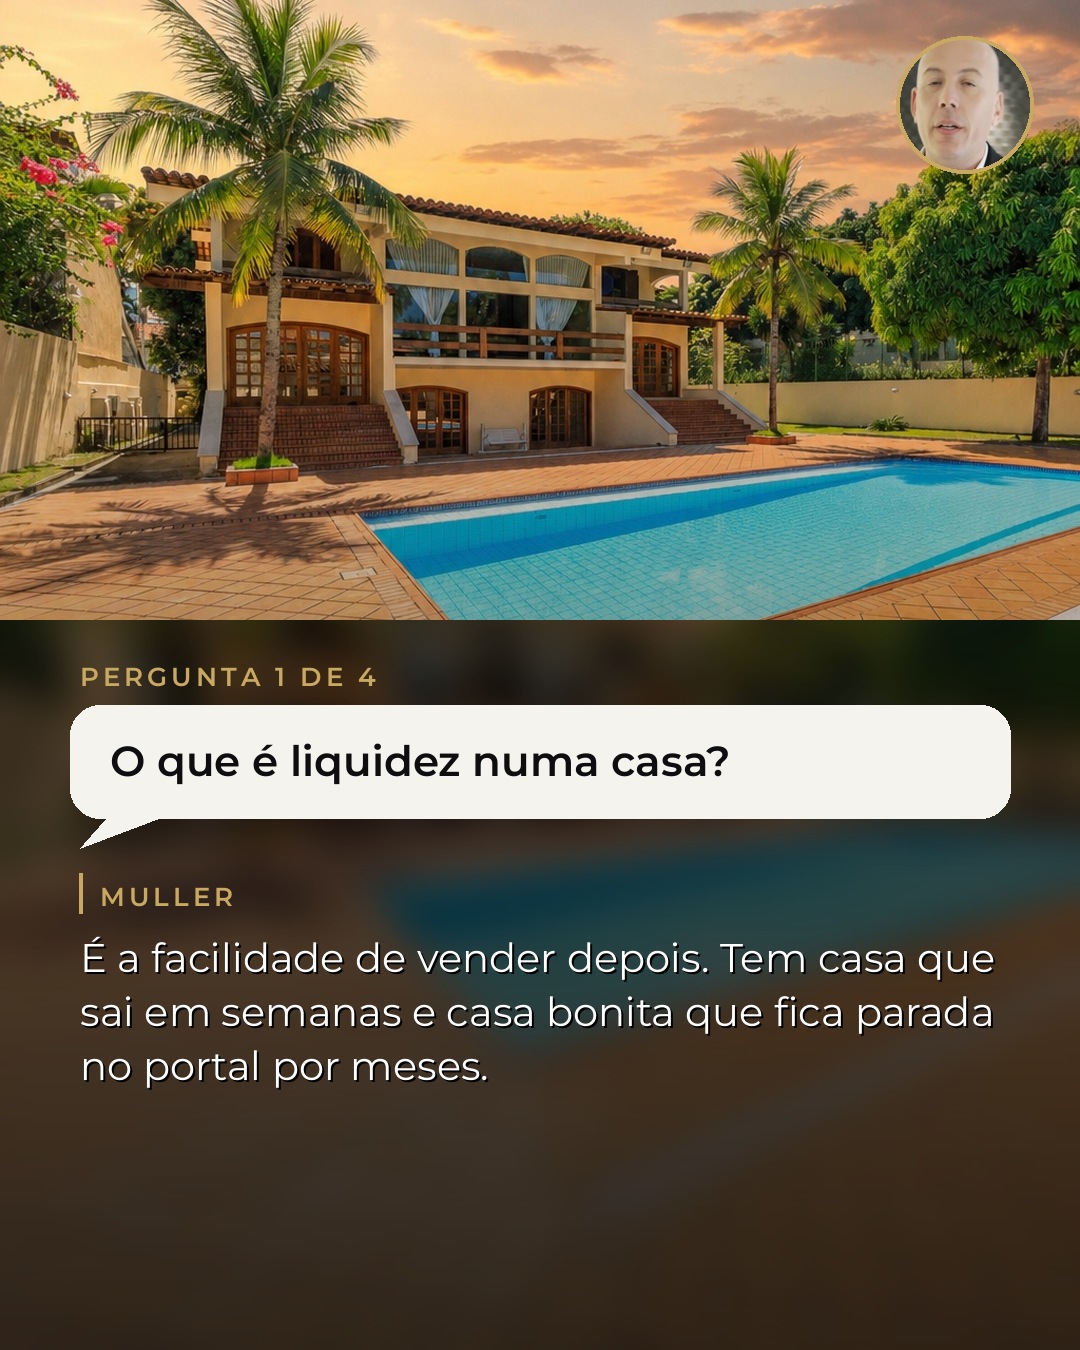 PERGUNTA 1 DE 4
O que é liquidez numa casa?
MULLER
É a facilidade de vender depois. Tem casa que
sai em semanas e casa bonita que fica parada
no portal por meses.